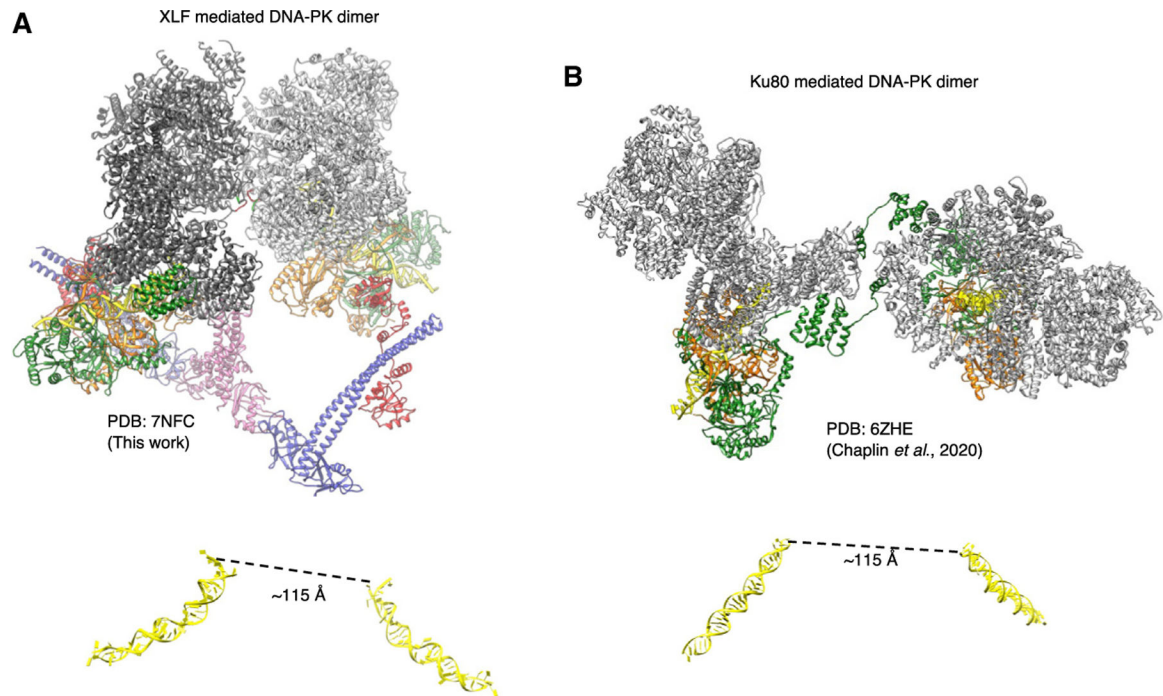 A
XLF mediated DNA-PK dimer
PDB: 7NFC
(This work)
~115 Å
B
Ku80 mediated DNA-PK dimer
PDB: 6ZHE
(Chaplin et al., 2020)
~115 Å